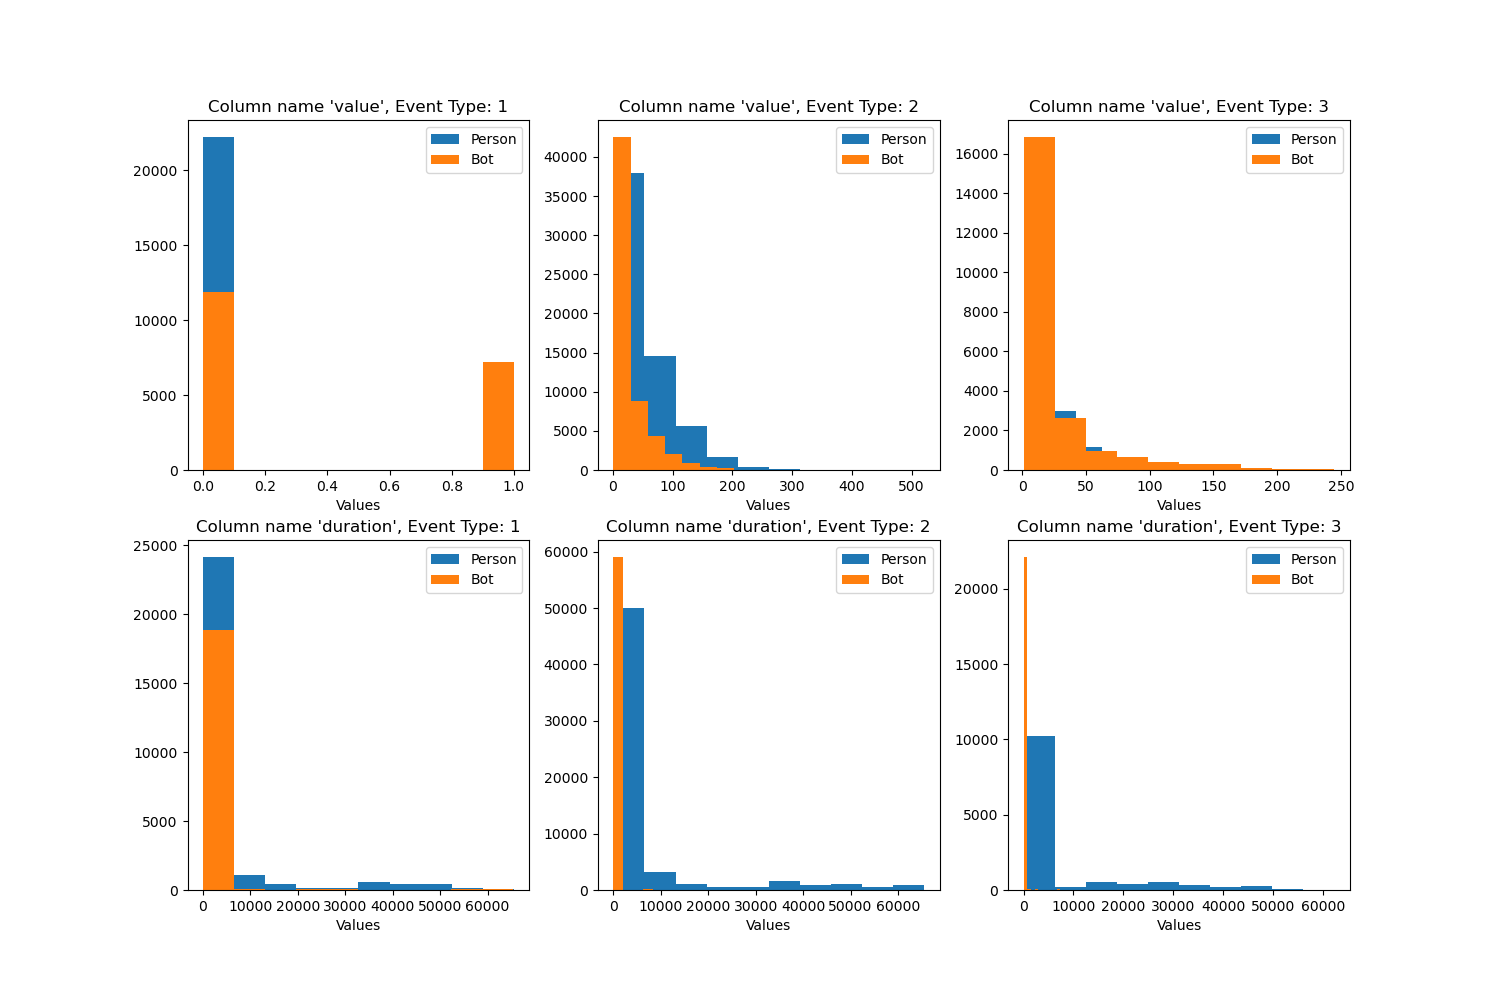 Column name 'value', Event Type: 1
Person
Bot
20000
15000
10000
5000
0
0.0 0.2 0.4 0.6 0.8 1.0
Values
Column name 'value', Event Type: 2
Person
Bot
40000
35000
30000
25000
20000
15000
10000
5000
0
0 100 200 300 400 500
Values
Column name 'value', Event Type: 3
Person
Bot
16000
14000
12000
10000
8000
6000
4000
2000
0
0 50 100 150 200 250
Values
Column name 'duration', Event Type: 1
Person
Bot
25000
20000
15000
10000
5000
0
0 10000 20000 30000 40000 50000 60000
Values
Column name 'duration', Event Type: 2
Person
Bot
60000
50000
40000
30000
20000
10000
0
0 10000 20000 30000 40000 50000 60000
Values
Column name 'duration', Event Type: 3
Person
Bot
20000
15000
10000
5000
0
0 10000 20000 30000 40000 50000 60000
Values